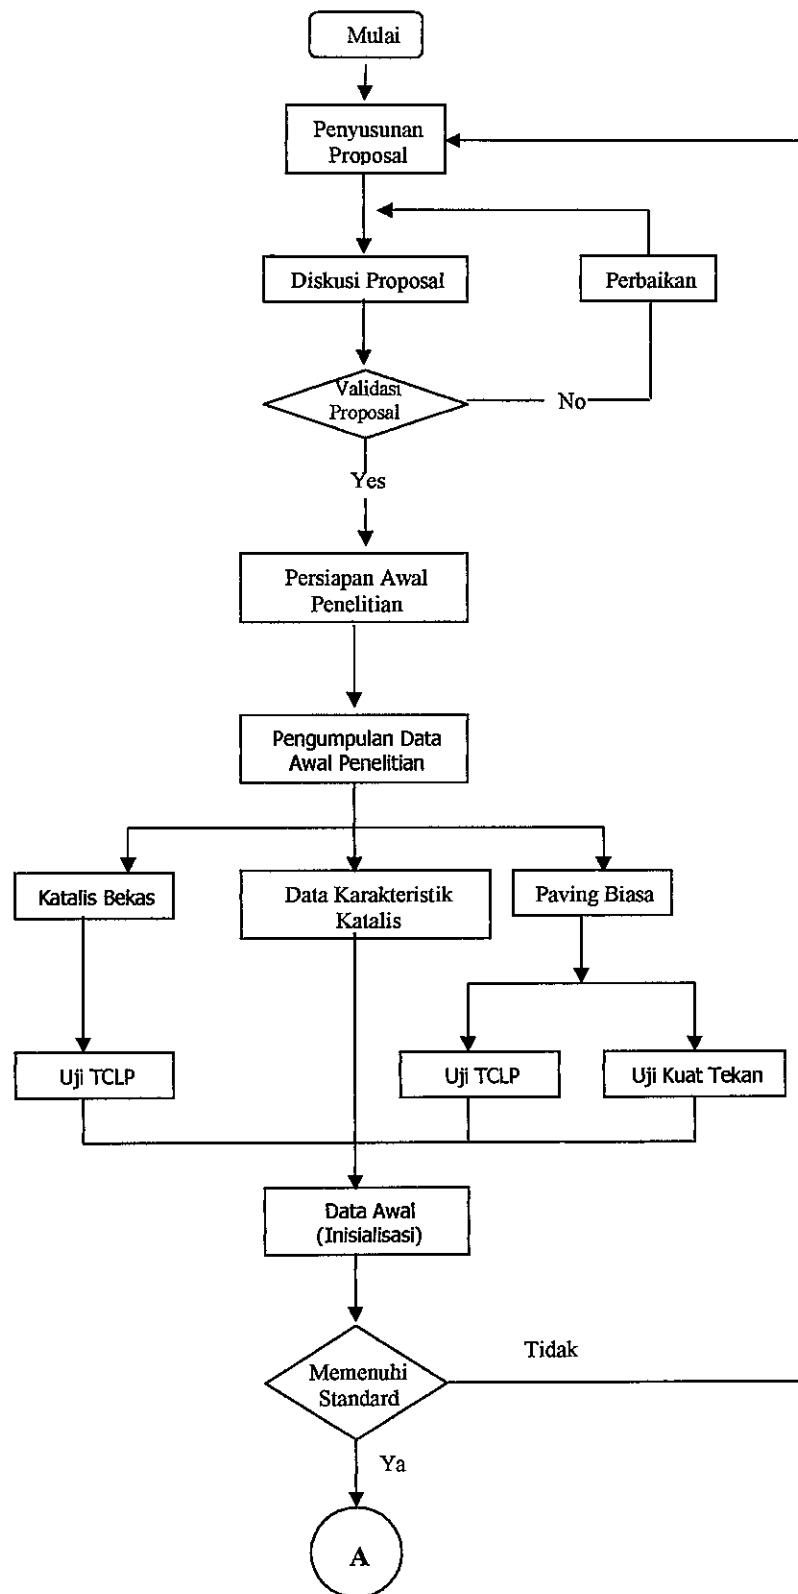 Mulai
Penyusunan
Proposal
Diskusi Proposal
Perbaikan
Validasi
Proposal
No
Yes
Persiapan Awal
Penelitian
Pengumpulan Data
Awal Penelitian
Katalis Bekas
Data Karakteristik
Katalis
Paving Biasa
Uji TCLP
Uji TCLP
Uji Kuat Tekan
Data Awal
(Inisialisasi)
Memenuhi
Standard
Tidak
Ya
A